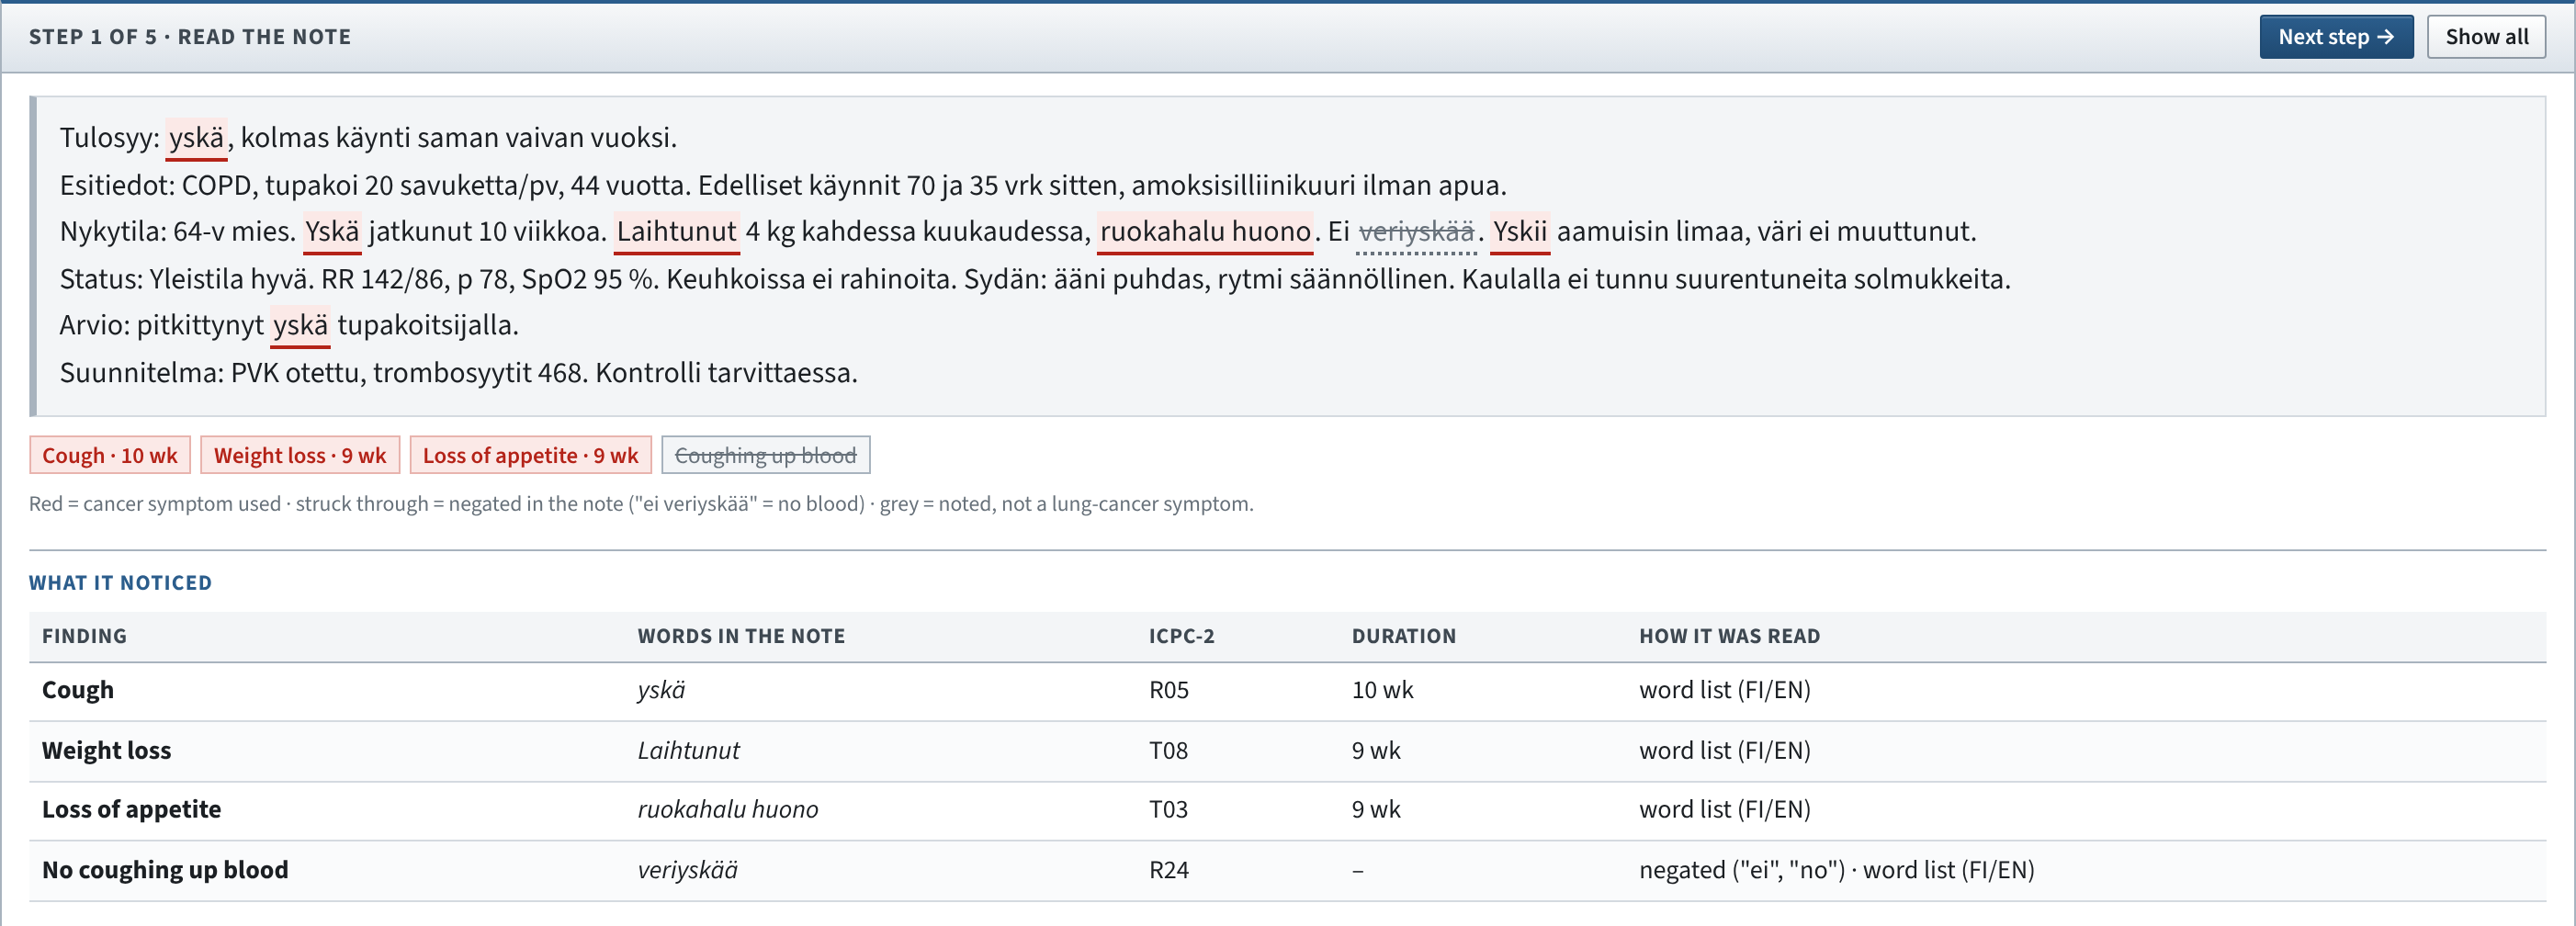 STEP 1 OF 5 · READ THE NOTE
Next step →
Show all
Tulosyy: yskä, kolmas käynti saman vaivan vuoksi.
Esitiedot: COPD, tupakoi 20 savuketta/pv, 44 vuotta. Edelliset käynnit 70 ja 35 vrk sitten, amoksisilliinikuuri ilman apua.
Nykytila: 64-v mies. Yskä jatkunut 10 viikkoa. Laihtunut 4 kg kahdessa kuukaudessa, ruokahalu huono. Ei veriyskää. Yskii aamuisin limaa, väri ei muuttunut.
Status: Yleistila hyvä. RR 142/86, p 78, SpO2 95 %. Keuhkoissa ei rahinoita. Sydän: ääni puhdas, rytmi säännöllinen. Kaulalla ei tunnu suurentuneita solmukkeita.
Arvio: pitkittynyt yskä tupakoitsijalla.
Suunnitelma: PVK otettu, trombosyytit 468. Kontrolli tarvittaessa.
Cough · 10 wk
Weight loss · 9 wk
Loss of appetite · 9 wk
Coughing up blood
Red = cancer symptom used · struck through = negated in the note ("ei veriyskää" = no blood) · grey = noted, not a lung-cancer symptom.
WHAT IT NOTICED
FINDING WORDS IN THE NOTE ICPC-2 DURATION HOW IT WAS READ
Cough yskä R05 10 wk word list (FI/EN)
Weight loss Laihtunut T08 9 wk word list (FI/EN)
Loss of appetite ruokahalu huono T03 9 wk word list (FI/EN)
No coughing up blood veriyskää R24 – negated ("ei", "no") · word list (FI/EN)